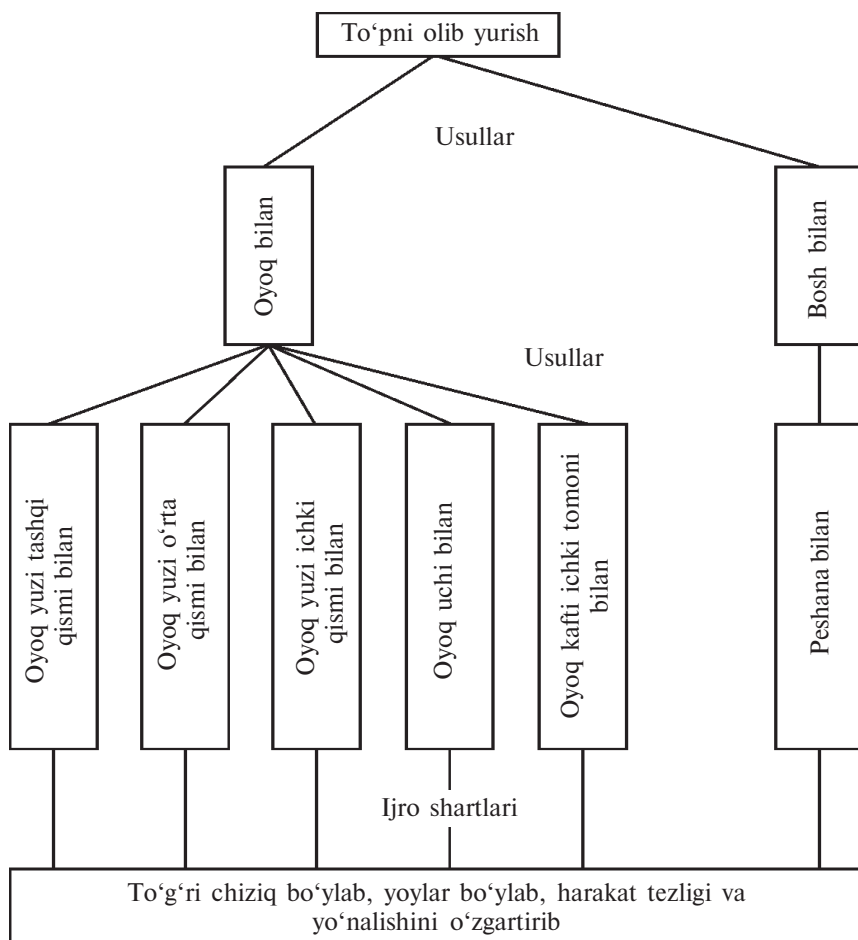 To‘pni olib yurish
Usullar
Oyoq bilan
Bosh bilan
Usullar
Oyoq yuzi tashqi
qismi bilan
Oyoq yuzi o‘rta
qismi bilan
Oyoq yuzi ichki
qismi bilan
Oyoq uchi bilan
Oyoq kafti ichki tomoni
bilan
Peshana bilan
Ijro shartlari
To‘g‘ri chiziq bo‘ylab, yoylar bo‘ylab, harakat tezligi va
yo‘nalishini o‘zgartirib